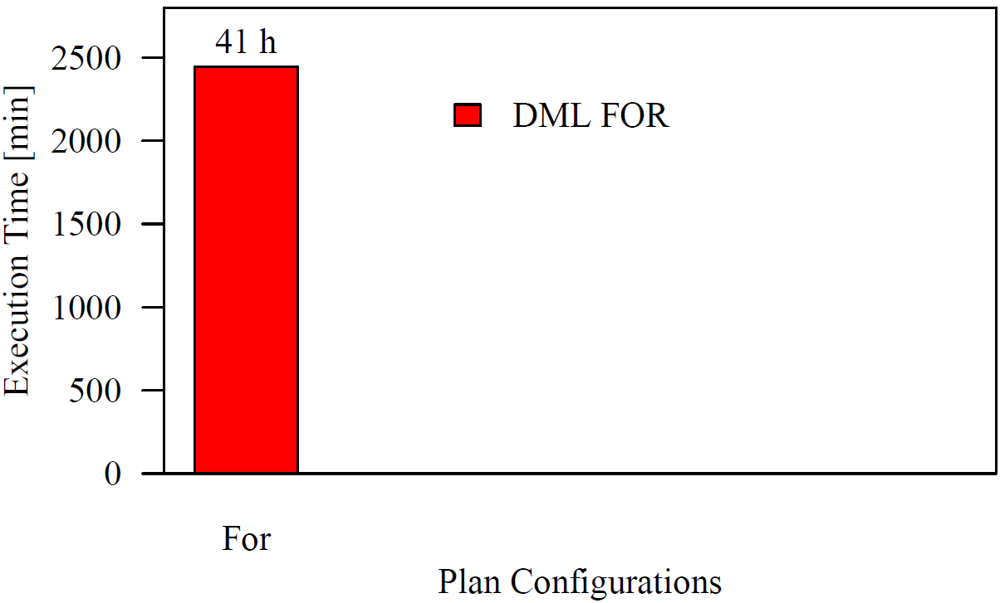 41 h
DML FOR
Execution Time [min]
2500
2000
1500
1000
500
0
For
Plan Configurations